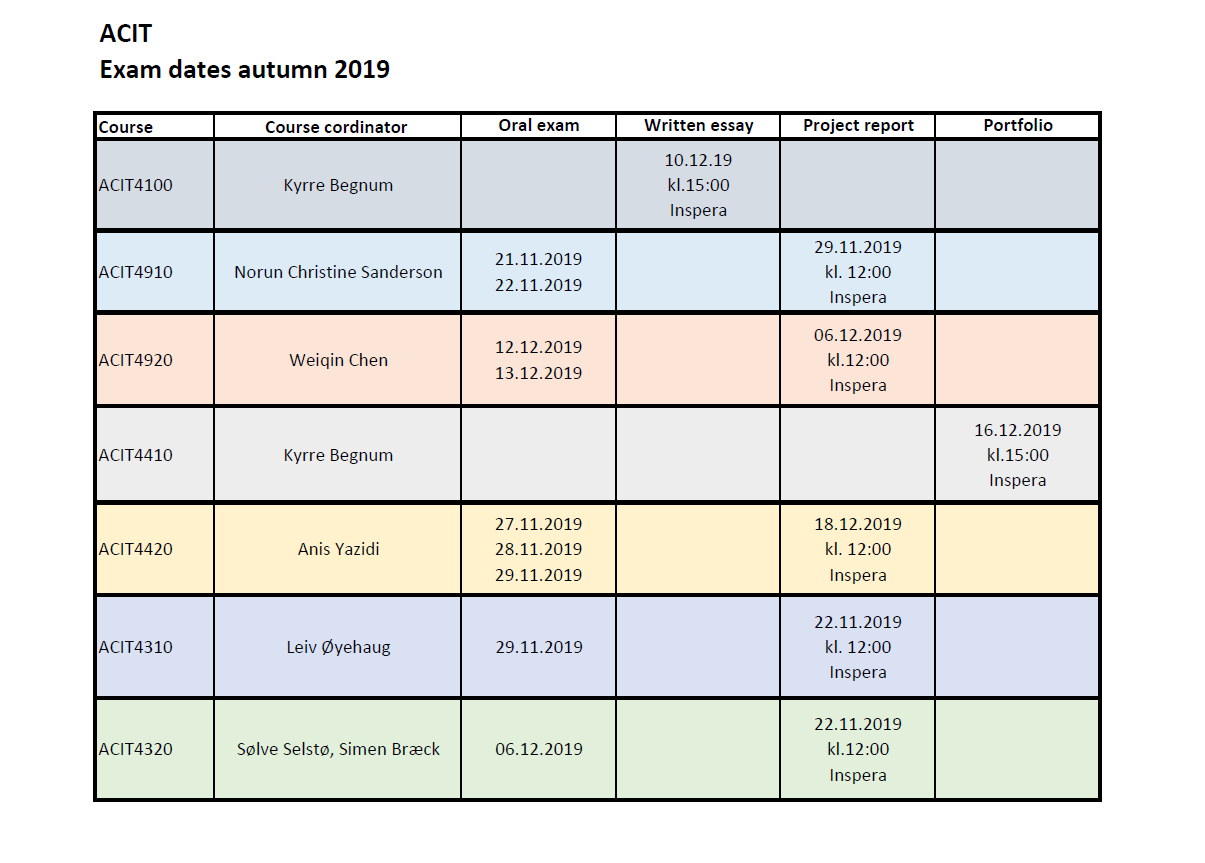 ACIT
Exam dates autumn 2019
Course Course cordinator Oral exam Written essay Project report Portfolio
ACIT4100 Kyrre Begnum 10.12.19
kl.15:00
Inspera
ACIT4910 Norun Christine Sanderson 21.11.2019
22.11.2019
29.11.2019
kl. 12:00
Inspera
ACIT4920 Weiqin Chen 12.12.2019
13.12.2019
06.12.2019
kl.12:00
Inspera
ACIT4410 Kyrre Begnum 16.12.2019
kl.15:00
Inspera
ACIT4420 Anis Yazidi 27.11.2019
28.11.2019
29.11.2019
18.12.2019
kl. 12:00
Inspera
ACIT4310 Leiv Øyehaug 29.11.2019 22.11.2019
kl. 12:00
Inspera
ACIT4320 Sølve Selstø, Simen Bræck 06.12.2019 22.11.2019
kl.12:00
Inspera